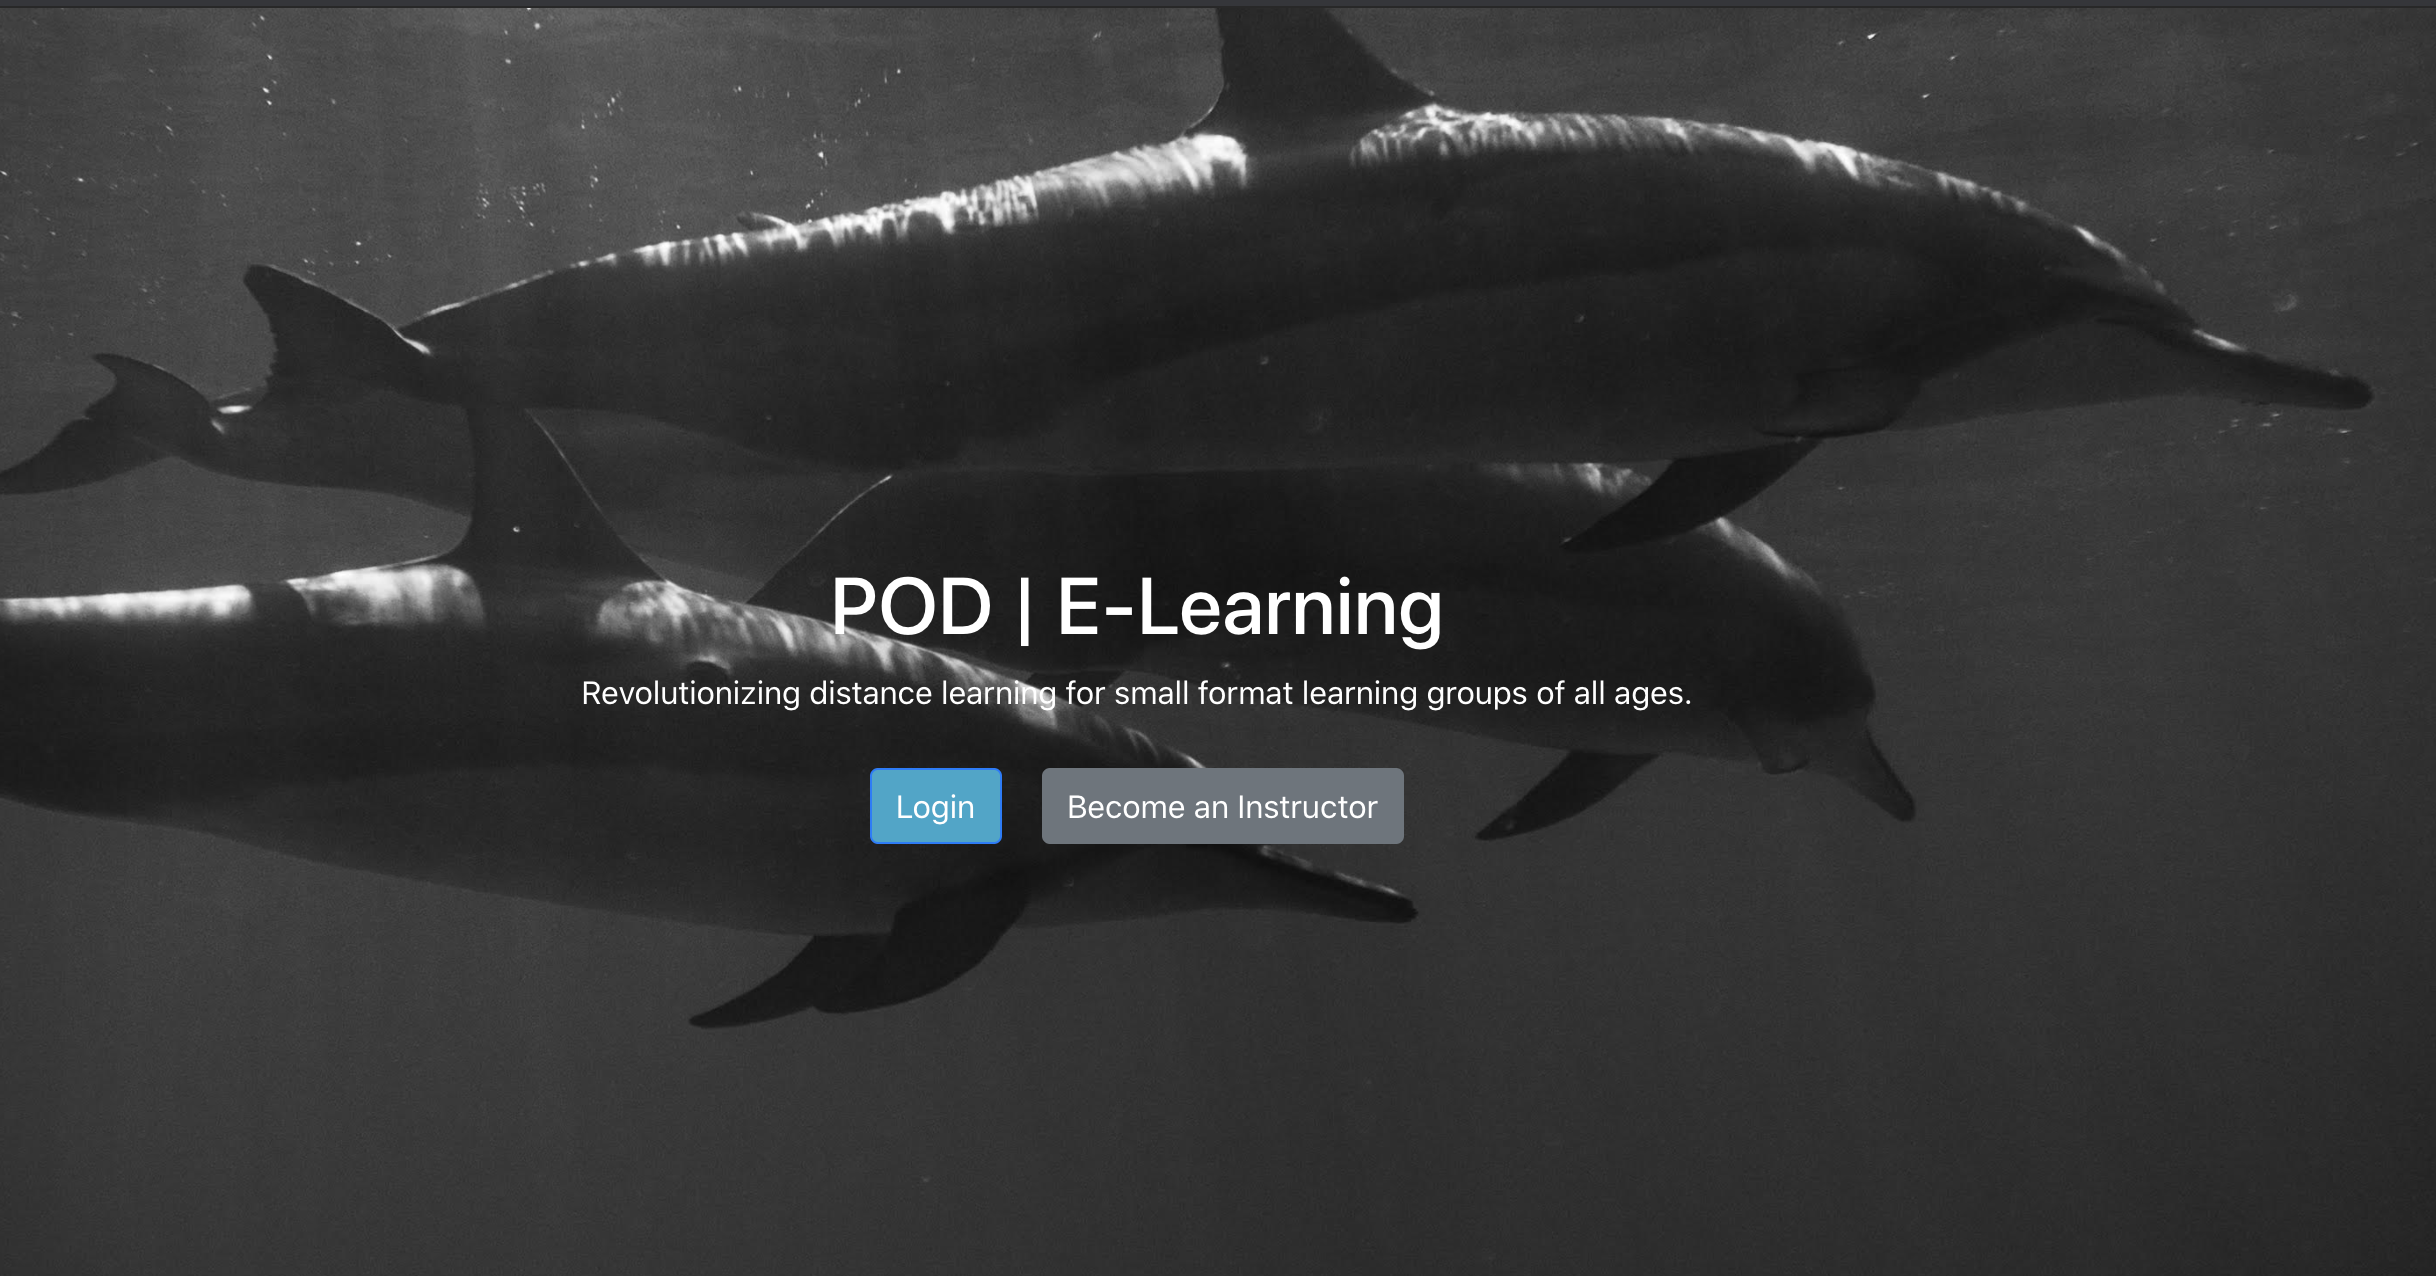 POD | E-Learning
Revolutionizing distance learning for small format learning groups of all ages.
Login
Become an Instructor